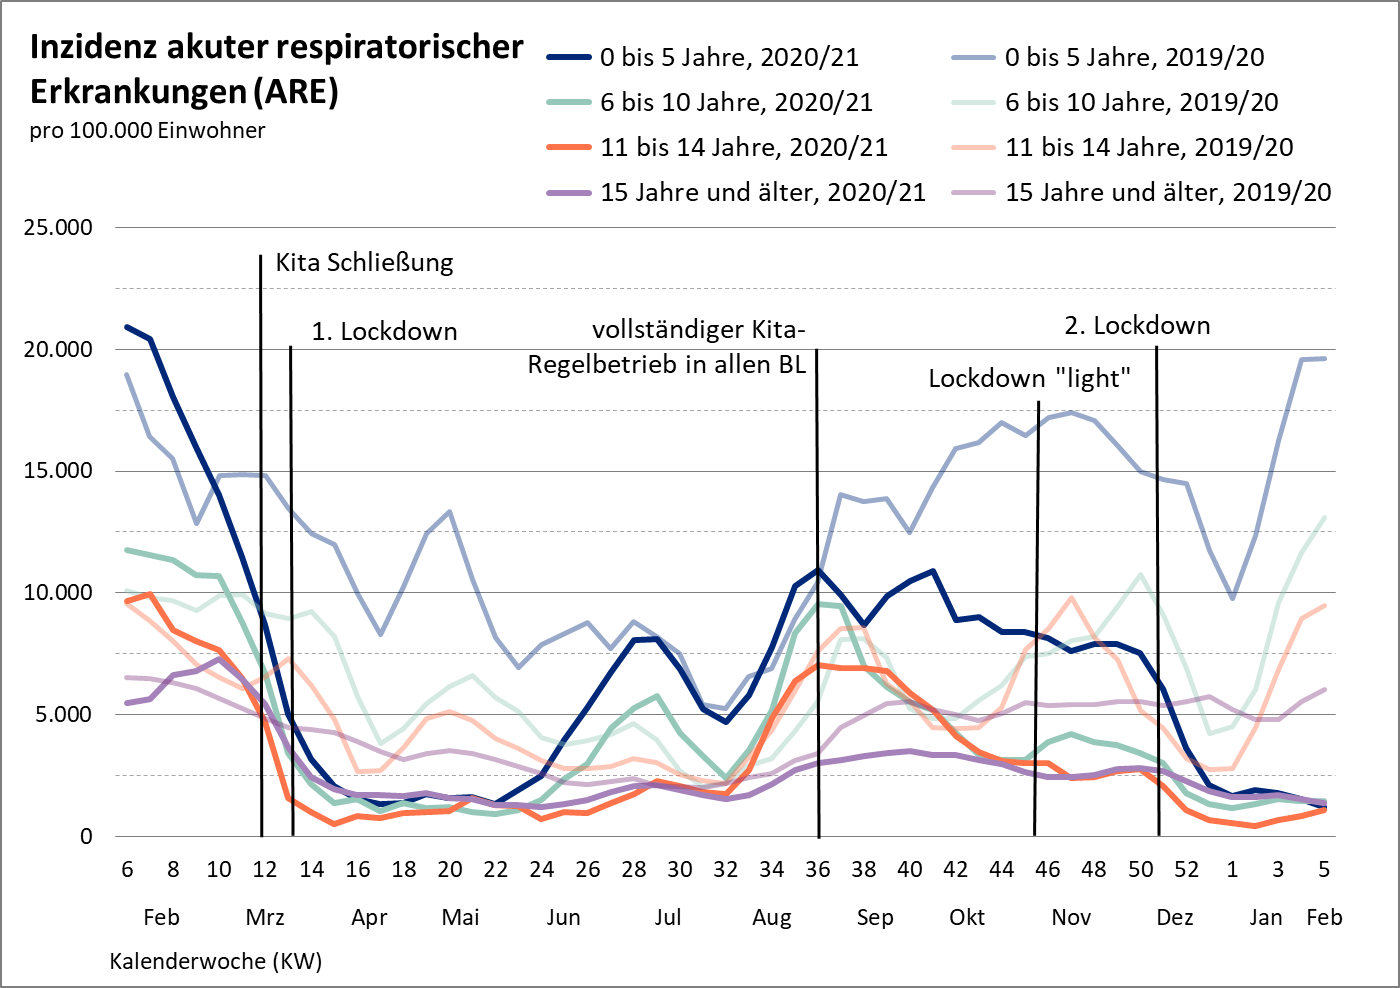 Inzidenz akuter respiratorischer
Erkrankungen (ARE)
pro 100.000 Einwohner
0 bis 5 Jahre, 2020/21
0 bis 5 Jahre, 2019/20
6 bis 10 Jahre, 2020/21
6 bis 10 Jahre, 2019/20
11 bis 14 Jahre, 2020/21
11 bis 14 Jahre, 2019/20
15 Jahre und älter, 2020/21
15 Jahre und älter, 2019/20
25.000
20.000
15.000
10.000
5.000
0
Kita Schließung
1. Lockdown
vollständiger Kita-
Regelbetrieb in allen BL
Lockdown "light"
2. Lockdown
6 8 10 12 14 16 18 20 22 24 26 28 30 32 34 36 38 40 42 44 46 48 50 52 1 3 5
Feb Mrz Apr Mai Jun Jul Aug Sep Okt Nov Dez Jan Feb
Kalenderwoche (KW)